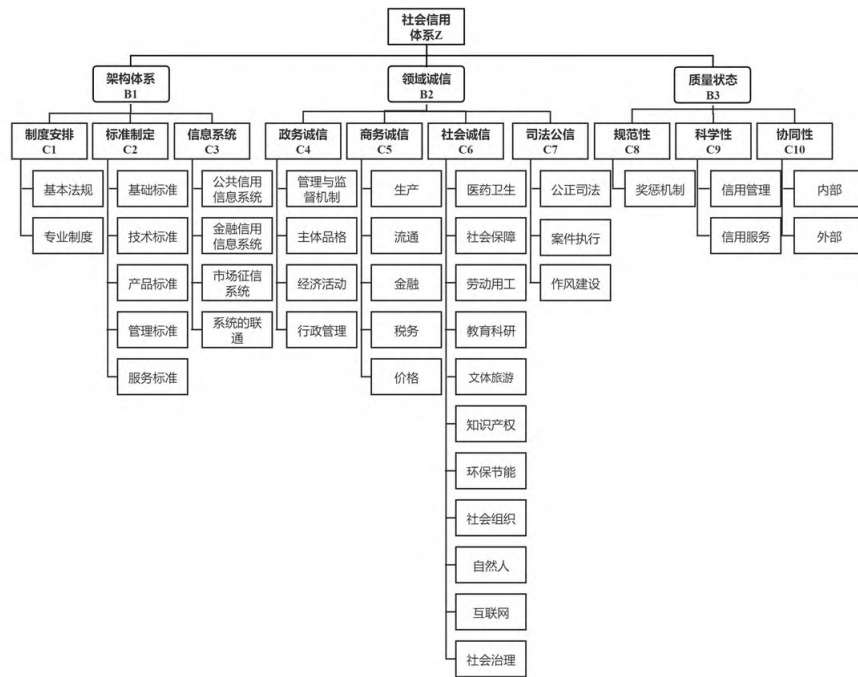 社会信用
体系Z
架构体系
B1
领域诚信
B2
质量状态
B3
制度安排
C1
标准制定
C2
信息系统
C3
政务诚信
C4
商务诚信
C5
社会诚信
C6
司法公信
C7
规范性
C8
科学性
C9
协同性
C10
基本法规
专业制度
基础标准
技术标准
产品标准
管理标准
服务标准
公共信用
信息系统
金融信用
信息系统
市场征信
系统
系统的联
通
管理与监
督机制
主体品格
经济活动
行政管理
生产
流通
金融
税务
价格
医药卫生
社会保障
劳动用工
教育科研
文体旅游
知识产权
环保节能
社会组织
自然人
互联网
社会治理
公正司法
案件执行
作风建设
奖惩机制
信用管理
信用服务
内部
外部